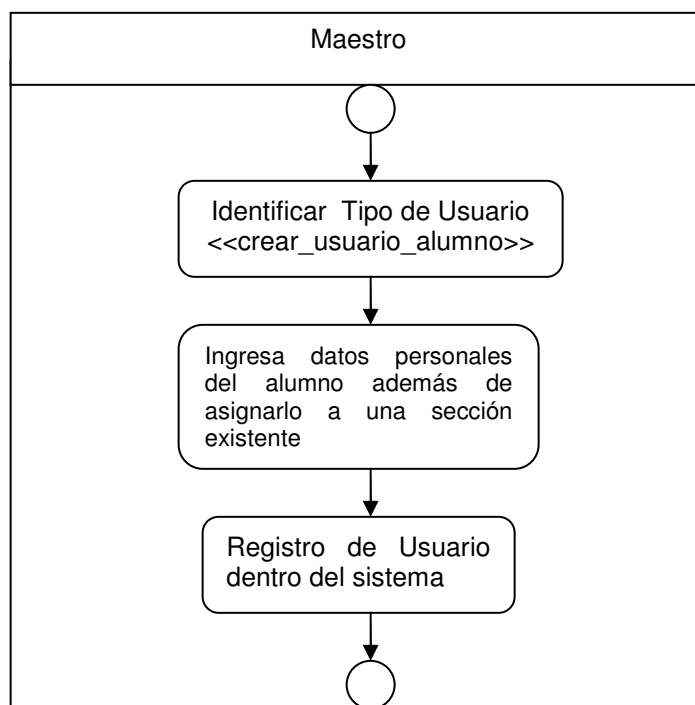 Maestro
Identificar Tipo de Usuario
<<crear_usuario_alumno>>
Ingresa datos personales
del alumno además de
asignarlo a una sección
existente
Registro de Usuario
dentro del sistema